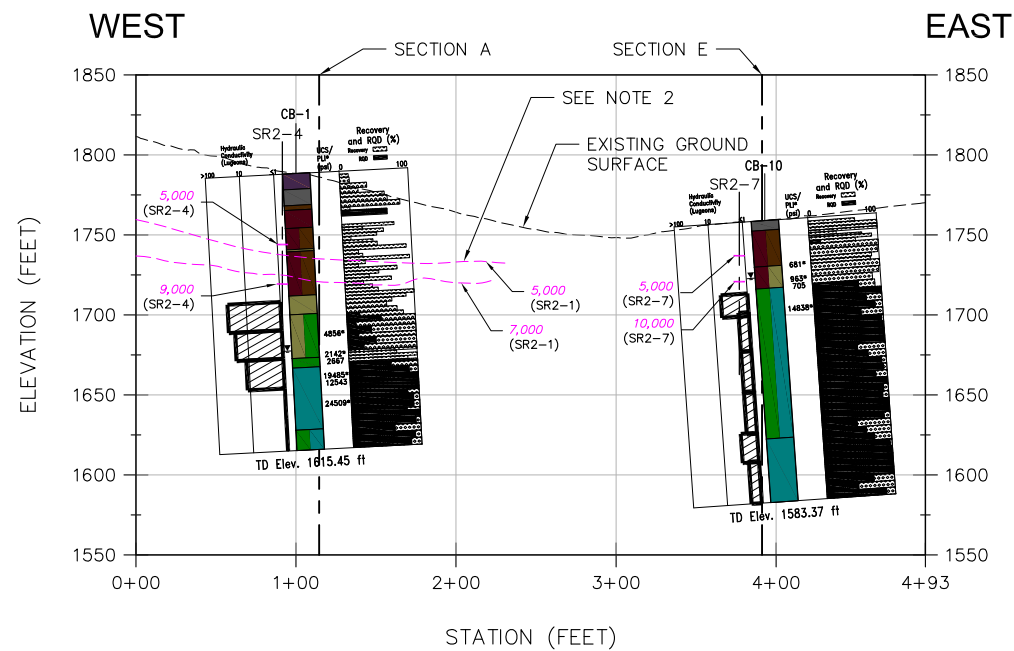 WEST
EAST
SECTION A
SECTION E
SEE NOTE 2
EXISTING GROUND
SURFACE
1850
1800
1750
1700
1650
1600
1550
1850
1800
1750
1700
1650
1600
1550
ELEVATION (FEET)
CB-1
SR2-4
Hydraulic
Conductivity
(Lugeons)
>100
10
<1
UCS/
PLI*
(psi)
Recovery
and RQD (%)
Recovery
RQD
0
100
5,000
(SR2-4)
9,000
(SR2-4)
4856*
2142*
2667
19485*
12543
24509*
TD Elev. 1615.45 ft
5,000
(SR2-1)
7,000
(SR2-1)
CB-10
SR2-7
Hydraulic
Conductivity
(Lugeons)
>100
10
<1
UCS/
PLI*
(psi)
Recovery
and RQD (%)
Recovery
RQD
0
100
5,000
(SR2-7)
10,000
(SR2-7)
681*
963*
705
14838*
TD Elev. 1583.37 ft
0+00
1+00
2+00
3+00
4+00
4+93
STATION (FEET)